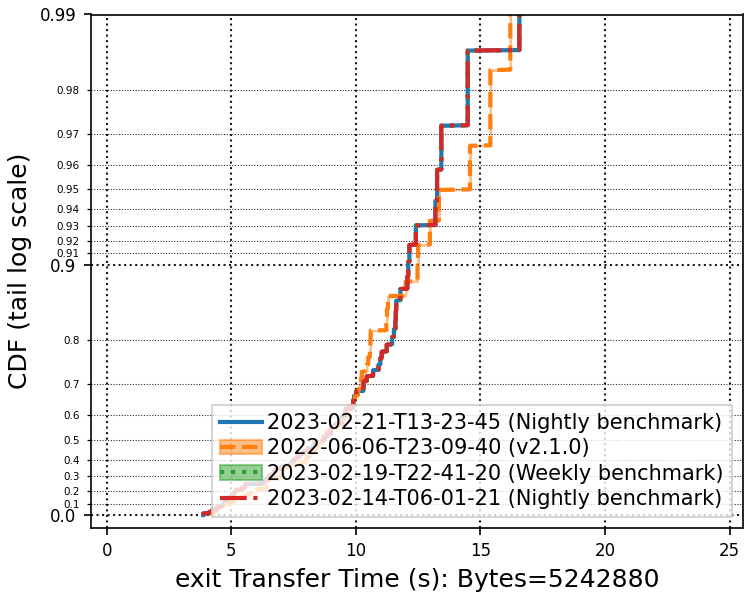 0.99
0.98
0.97
0.96
0.95
0.94
0.93
0.92
0.91
0.9
0.8
0.7
0.6
0.5
0.4
0.3
0.2
0.1
0.0
CDF (tail log scale)
2023-02-21-T13-23-45 (Nightly benchmark)
2022-06-06-T23-09-40 (v2.1.0)
2023-02-19-T22-41-20 (Weekly benchmark)
2023-02-14-T06-01-21 (Nightly benchmark)
0 5 10 15 20 25
exit Transfer Time (s): Bytes=5242880